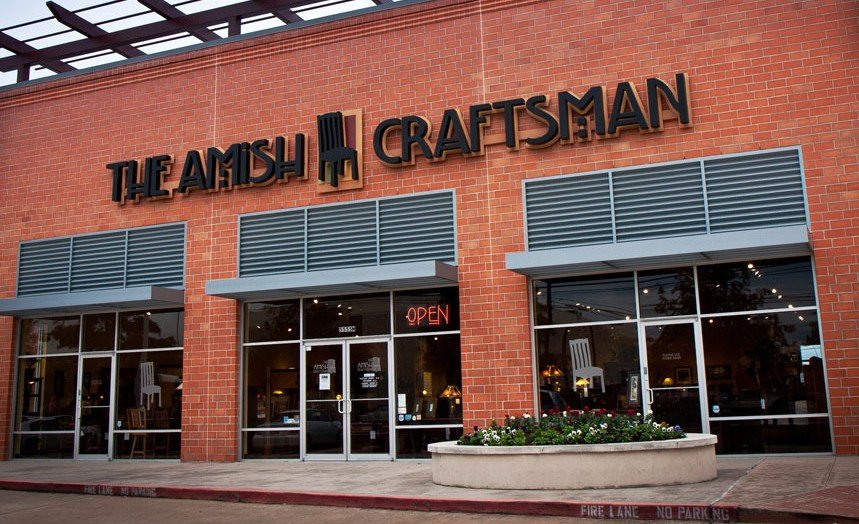 THE AMISH CRAFTSMAN
OPEN
FIRE LANE NO PARKING
FIRE LANE NO PARKING